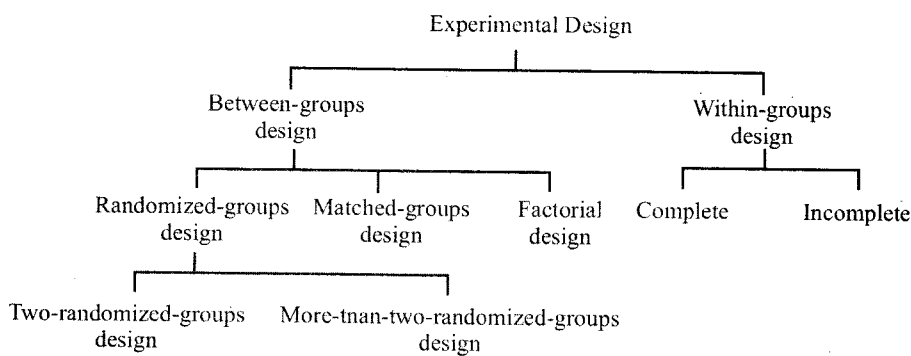 Experimental Design
Between-groups
design
Within-groups
design
Randomized-groups
design
Matched-groups
design
Factorial
design
Complete
Incomplete
Two-randomized-groups
design
More-tnan-two-randomized-groups
design